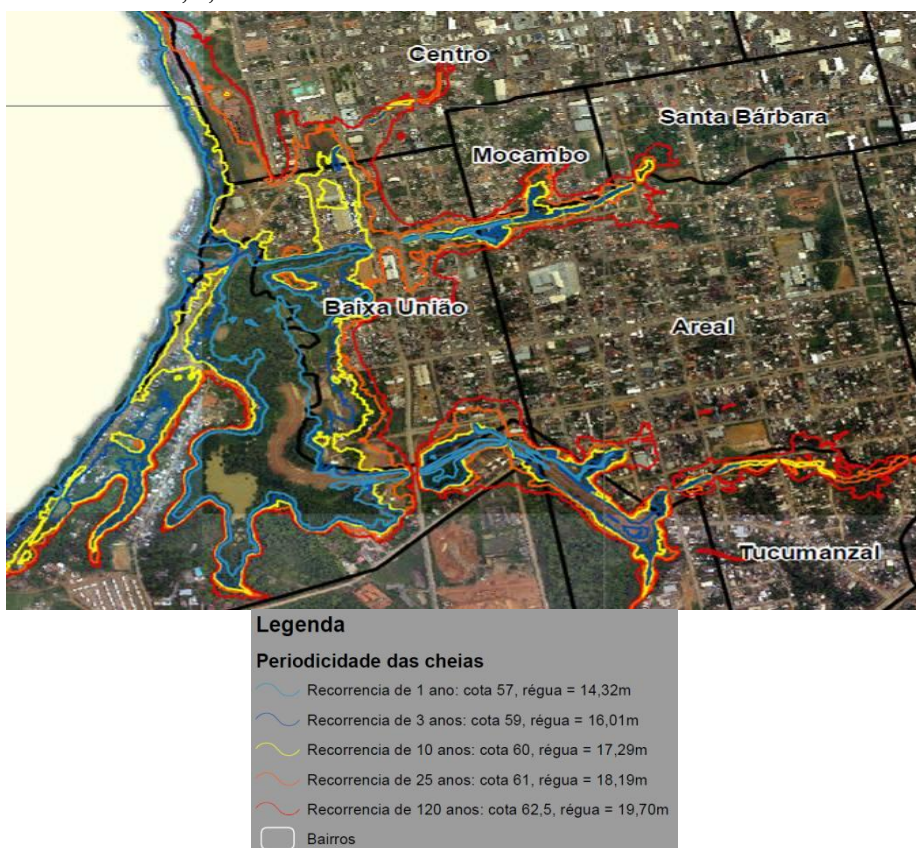 Centro
Santa Bárbara
Mocambo
Baixa União
Areal
Tucumanzal
Legenda
Periodicidade das cheias
Recorrencia de 1 ano: cota 57, régua = 14,32m
Recorrencia de 3 anos: cota 59, régua = 16,01m
Recorrencia de 10 anos: cota 60, régua = 17,29m
Recorrencia de 25 anos: cota 61, régua = 18,19m
Recorrencia de 120 anos: cota 62,5, régua = 19,70m
Bairros